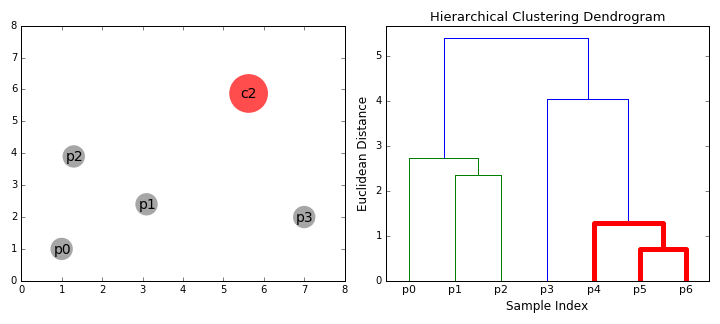 8
7
6
5
4
3
2
1
0
0 1 2 3 4 5 6 7 8
c2
p2
p1
p3
p0
Hierarchical Clustering Dendrogram
Euclidean Distance
5
4
3
2
1
0
p0 p1 p2 p3 p4 p5 p6
Sample Index